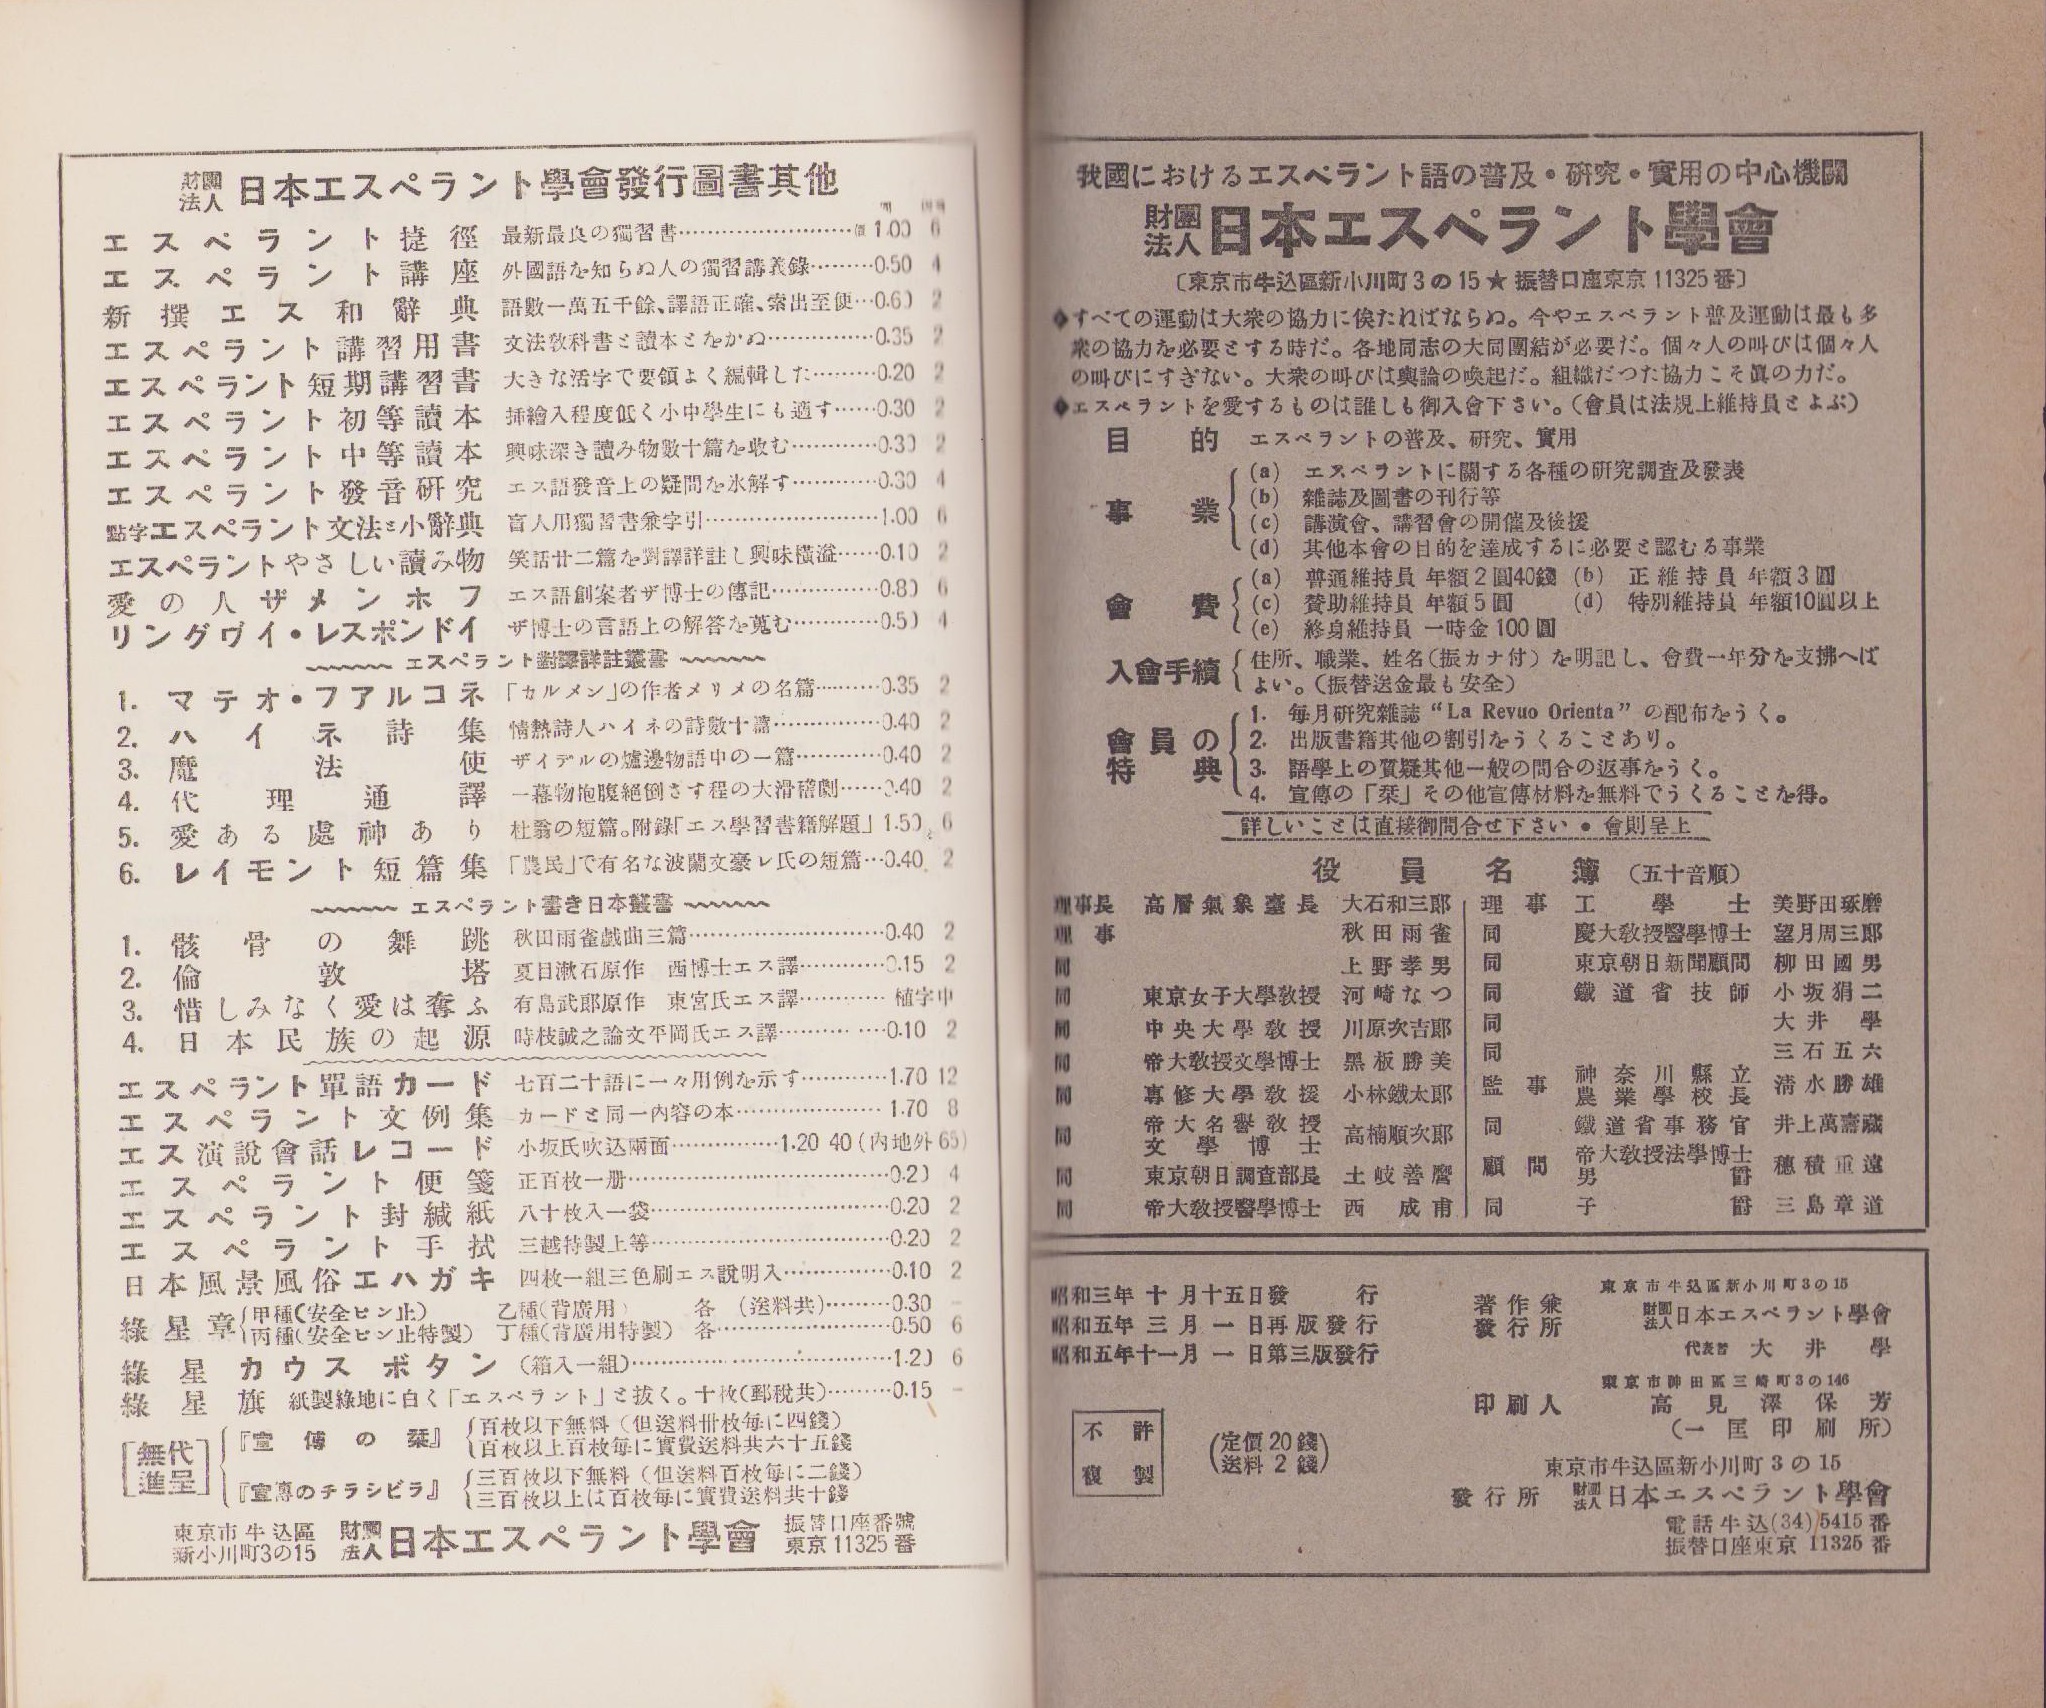 財團法人 日本エスペラント學會發行圖書其他
エスペラント捷徑 最新最良の獨習書……………………價 1.00 6
エスペラント講座 外國語を知らぬ人の獨習講義錄………0.50 4
新撰エス和辭典 語數一萬五千餘、譯語正確、索出至便…0.60 2
エスペラント講習用書 文法敎科書と讀本とをかぬ……………0.35 2
エスペラント短期講習書 大きな活字で要領よく編輯した………0.20 2
エスペラント初等讀本 揷繪入程度低く小中學生にも適す……0.30 2
エスペラント中等讀本 興味深き讀み物數十篇を收む…………0.30 2
エスペラント發音硏究 エス語發音上の疑問を氷解す…………0.30 4
點字エスペラント文法と小辭典 盲人用獨習書兼字引……………………1.00 6
エスペラントやさしい讀み物 笑話廿二篇を對譯詳註し興味橫溢……0.10 2
愛の人ザメンホフ エス語創案者ザ博士の傳記……………0.80 6
リングヴイ・レスポンドイ ザ博士の言語上の解答を蒐む…………0.50 4
エスペラント對譯詳註叢書
1. マテオ・フアルコネ 「カルメン」の作者メリメの名篇………0.35 2
2. ハイネ詩集 情熱詩人ハイネの詩數十篇……………0.40 2
3. 魔法使 ザイデルの爐邊物語中の一篇…………0.40 2
4. 代理通譯 一幕物抱腹絕倒さす程の大滑稽劇……0.40 2
5. 愛ある處神あり 杜翁の短篇。附錄「エス學習書籍解題」1.50 6
6. レイモント短篇集 「農民」で有名な波蘭文豪レ氏の短篇…0.40 2
エスペラント書き日本叢書
1. 骸骨の舞跳 秋田雨雀戲曲三篇………………………0.40 2
2. 倫敦塔 夏目漱石原作 西博士エス譯…………0.15 2
3. 惜しみなく愛は奪ふ 有島武郎原作 東宮氏エス譯………… 植字中
4. 日本民族の起源 時枝誠之論文平岡氏エス譯……… ……0.10 2
エスペラント單語カード 七百二十語に一々用例を示す…………1.70 12
エスペラント文例集 カードと同一內容の本………………… 1.70 8
エス演說會話レコード 小坂氏吹込兩面……………1.20 40 (內地外65)
エスペラント便箋 正百枚一册………………………………0.20 4
エスペラント封緘紙 八十枚入一袋……………………………0.20 2
エスペラント手拭 三越特製上等……………………………0.20 2
日本風景風俗エハガキ 四枚一組三色刷エス說明入……………0.10 2
綠星章 甲種(安全ピン止) 乙種(背廣用) 各 (送料共)………0.30 –
丙種(安全ピン止特製) 丁種(背廣用特製) 各……………………0.50 6
綠星カウスボタン (箱入一組)………………………………1.20 6
綠星旗 紙製綠地に白く「エスペラント」と拔く。十枚(郵稅共)………0.15 –
[無代進呈]
『宣傳の栞』 百枚以下無料(但送料卅枚每に四錢)
百枚以上百枚每に實費送料共六十五錢
『宣傳のチラシビラ』 三百枚以下無料(但送料百枚每に二錢)
三百枚以上は百枚每に實費送料共十錢
東京市牛込區新小川町3の15 財團法人 日本エスペラント學會 振替口座番號東京11325番
我國におけるエスペラント語の普及・硏究・實用の中心機關
財團法人 日本エスペラント學會
〔東京市牛込區新小川町3の15★振替口座東京11325番〕
◆すべての運動は大衆の協力に俟たねばならぬ。今やエスペラント普及運動は最も多
衆の協力を必要とする時だ。各地同志の大同團結が必要だ。個々人の叫びは個々人
の叫びにすぎない。大衆の叫びは輿論の喚起だ。組織だつた協力こそ眞の力だ。
◆エスペラントを愛するものは誰しも御入會下さい。(會員は法規上維持員とよぶ)
目的 エスペラントの普及、硏究、實用
事業 (a) エスペラントに關する各種の硏究調査及發表
(b) 雜誌及圖書の刊行等
(c) 講演會、講習會の開催及後援
(d) 其他本會の目的を達成するに必要と認むる事業
會費 (a) 普通維持員 年額2圓40錢 (b) 正維持員 年額3圓
(c) 贊助維持員 年額5圓 (d) 特別維持員 年額10圓以上
(e) 終身維持員 一時金100圓
入會手續 住所、職業、姓名(振カナ付)を明記し、會費一年分を支拂へば
よい。(振替送金最も安全)
會員の特典 1. 每月硏究雜誌 “La Revuo Orienta” の配布をうく。
2. 出版書籍其他の割引をうくることあり。
3. 語學上の質疑其他一般の問合の返事をうく。
4. 宣傳の「栞」その他宣傳材料を無料でうくることを得。
詳しいことは直接御問合せ下さい・會則呈上
役員名簿 (五十音順)
理事長 高層氣象臺長 大石和三郎
理事 秋田雨雀
同 上野孝男
同 東京女子大學敎授 河崎なつ
同 中央大學敎授 川原次吉郎
同 帝大敎授文學博士 黑板勝美
同 專修大學敎授 小林鐵太郎
同 帝大名譽敎授文學博士 高楠順次郎
同 東京朝日調査部長 土岐善麿
同 帝大敎授醫學博士 西成甫
理事 工學士 美野田琢磨
同 慶大敎授醫學博士 望月周三郎
同 東京朝日新聞顧問 柳田國男
同 鐵道省技師 小坂狷二
同 大井學
同 三石五六
監事 神奈川縣立農業學校長 淸水勝雄
同 鐵道省事務官 井上萬壽藏
顧問 帝大敎授法學博士男爵 穗積重遠
同 子爵 三島章道
昭和三年十月十五日發行
昭和五年三月一日再版發行
昭和五年十一月一日第三版發行
不許複製
(定價20錢 送料2錢)
東京市牛込區新小川町3の15
著作兼發行所 財團法人日本エスペラント學會
代表者 大井學
東京市神田區三崎町3の146
印刷人 高見澤保芳
(一匡印刷所)
東京市牛込區新小川町3の15
發行所 財團法人日本エスペラント學會
電話牛込(34)5415番
振替口座東京 11325番